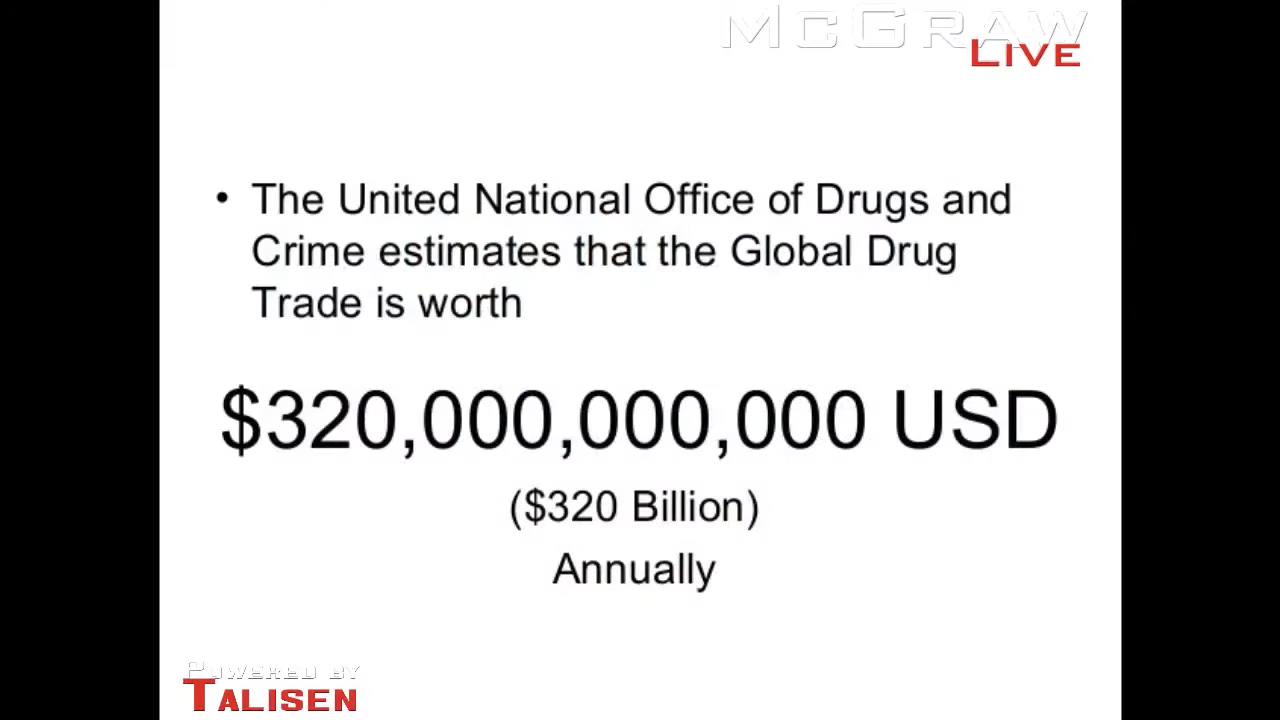 McGraw
Live
• The United National Office of Drugs and
Crime estimates that the Global Drug
Trade is worth
$320,000,000,000 USD
($320 Billion)
Annually
Powered by
Talisen